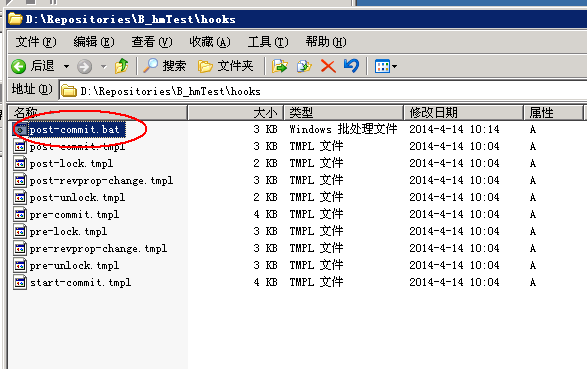 D:\Repositories\B_hmTest\hooks
文件(F) 编辑(E) 查看(V) 收藏(A) 工具(T) 帮助(H)
后退 搜索 文件夹
地址(D) D:\Repositories\B_hmTest\hooks
名称 大小 类型 修改日期 属性
post-commit.bat 3 KB Windows 批处理文件 2014-4-14 10:14 A
post-commit.tmpl 3 KB TMPL 文件 2014-4-14 10:04 A
post-lock.tmpl 2 KB TMPL 文件 2014-4-14 10:04 A
post-revprop-change.tmpl 3 KB TMPL 文件 2014-4-14 10:04 A
post-unlock.tmpl 2 KB TMPL 文件 2014-4-14 10:04 A
pre-commit.tmpl 4 KB TMPL 文件 2014-4-14 10:04 A
pre-lock.tmpl 3 KB TMPL 文件 2014-4-14 10:04 A
pre-revprop-change.tmpl 3 KB TMPL 文件 2014-4-14 10:04 A
pre-unlock.tmpl 3 KB TMPL 文件 2014-4-14 10:04 A
start-commit.tmpl 4 KB TMPL 文件 2014-4-14 10:04 A